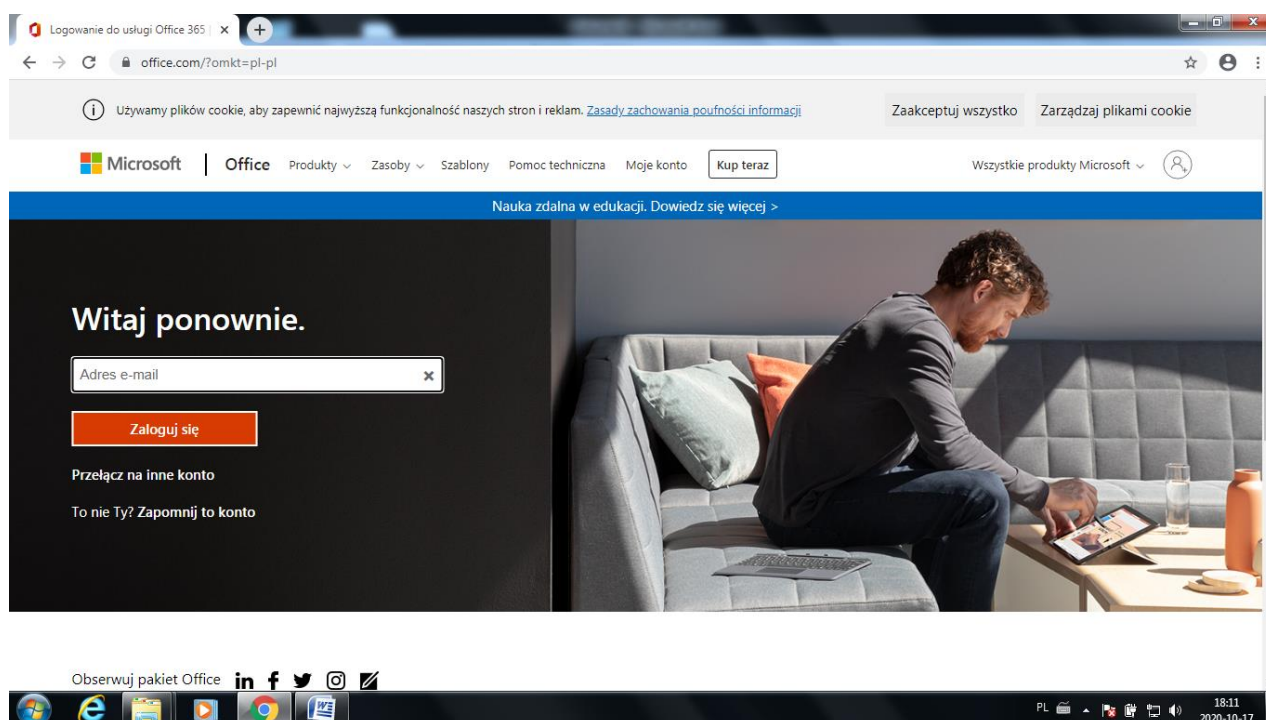 Logowanie do usługi Office 365 |
office.com/?omkt=pl-pl
Używamy plików cookie, aby zapewnić najwyższą funkcjonalność naszych stron i reklam. Zasady zachowania poufności informacji
Zaakceptuj wszystko
Zarządzaj plikami cookie
Microsoft
Office
Produkty
Zasoby
Szablony
Pomoc techniczna
Moje konto
Kup teraz
Wszystkie produkty Microsoft
Nauka zdalna w edukacji. Dowiedz się więcej >
Witaj ponownie.
Adres e-mail
Zaloguj się
Przełącz na inne konto
To nie Ty? Zapomnij to konto
Obserwuj pakiet Office
PL
18:11
2020-10-17